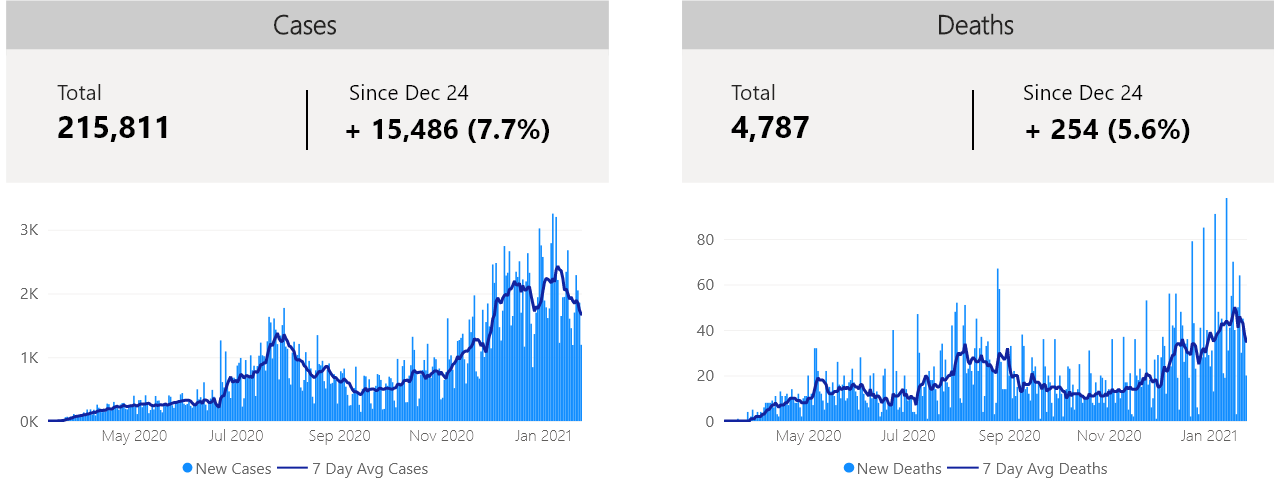 Cases
Total
215,811
Since Dec 24
+ 15,486 (7.7%)
3K
2K
1K
0K
May 2020 Jul 2020 Sep 2020 Nov 2020 Jan 2021
New Cases 7 Day Avg Cases
Deaths
Total
4,787
Since Dec 24
+ 254 (5.6%)
80
60
40
20
0
May 2020 Jul 2020 Sep 2020 Nov 2020 Jan 2021
New Deaths 7 Day Avg Deaths